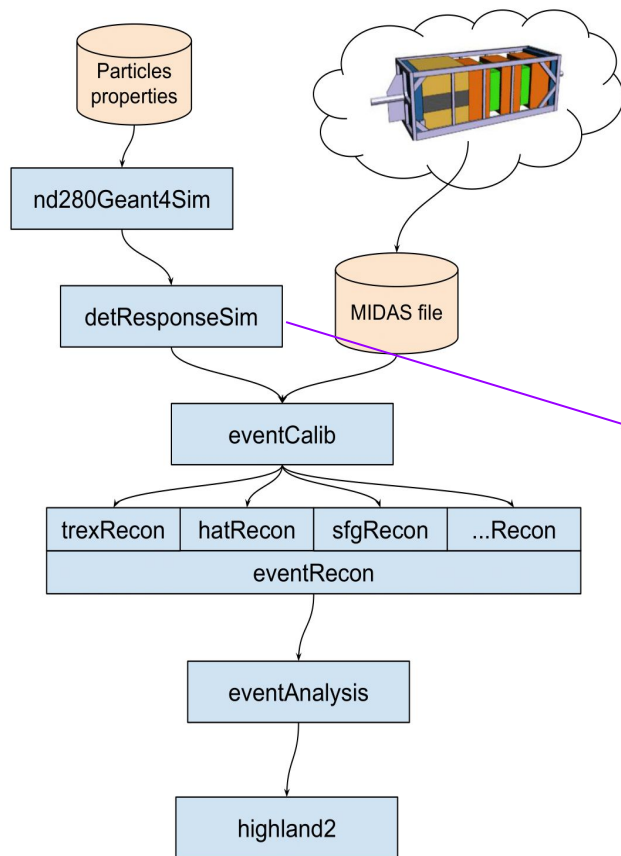 Particles
properties
nd280Geant4Sim
detResponseSim
MIDAS file
eventCalib
trexRecon
hatRecon
sfgRecon
...Recon
eventRecon
eventAnalysis
highland2